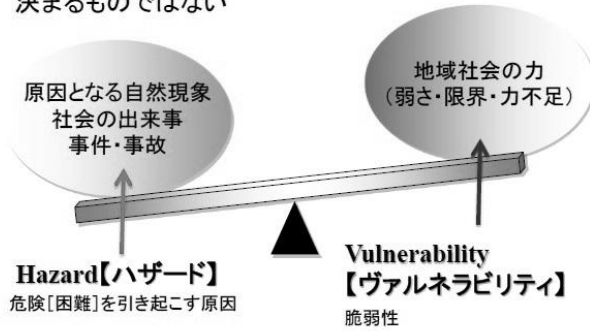 決まるものではない
原因となる自然現象
社会の出来事
事件・事故
地域社会の力
(弱さ・限界・力不足)
Hazard【ハザード】
危険[困難]を引き起こす原因
Vulnerability
【ヴァルネラビリティ】
脆弱性